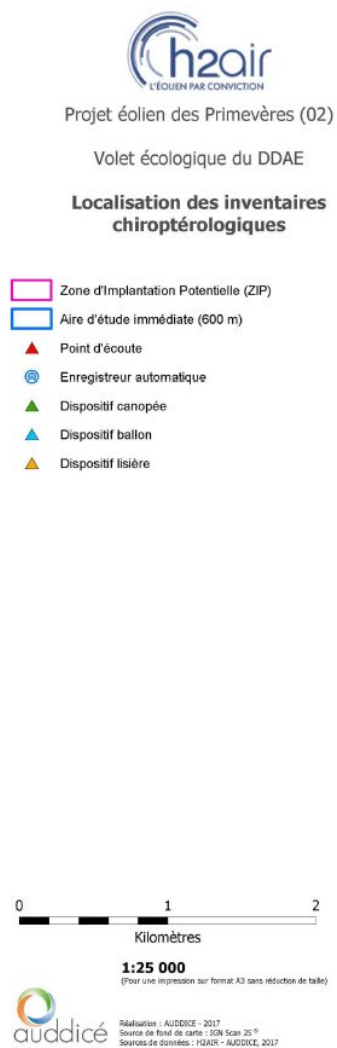 h2air
L'ÉOLIEN PAR CONVICTION
Projet éolien des Primevères (02)
Volet écologique du DDAE
Localisation des inventaires
chiroptérologiques
Zone d'Implantation Potentielle (ZIP)
Aire d'étude immédiate (600 m)
Point d'écoute
Enregistreur automatique
Dispositif canopée
Dispositif ballon
Dispositif lisière
0 1 2
Kilomètres
1:25 000
(Pour une impression sur format A3 sans réduction de taille)
auddicé
Réalisation : AUDDICE - 2017
Source de fond de carte : IGN Scan 25®
Sources de données : H2AIR - AUDDICE, 2017